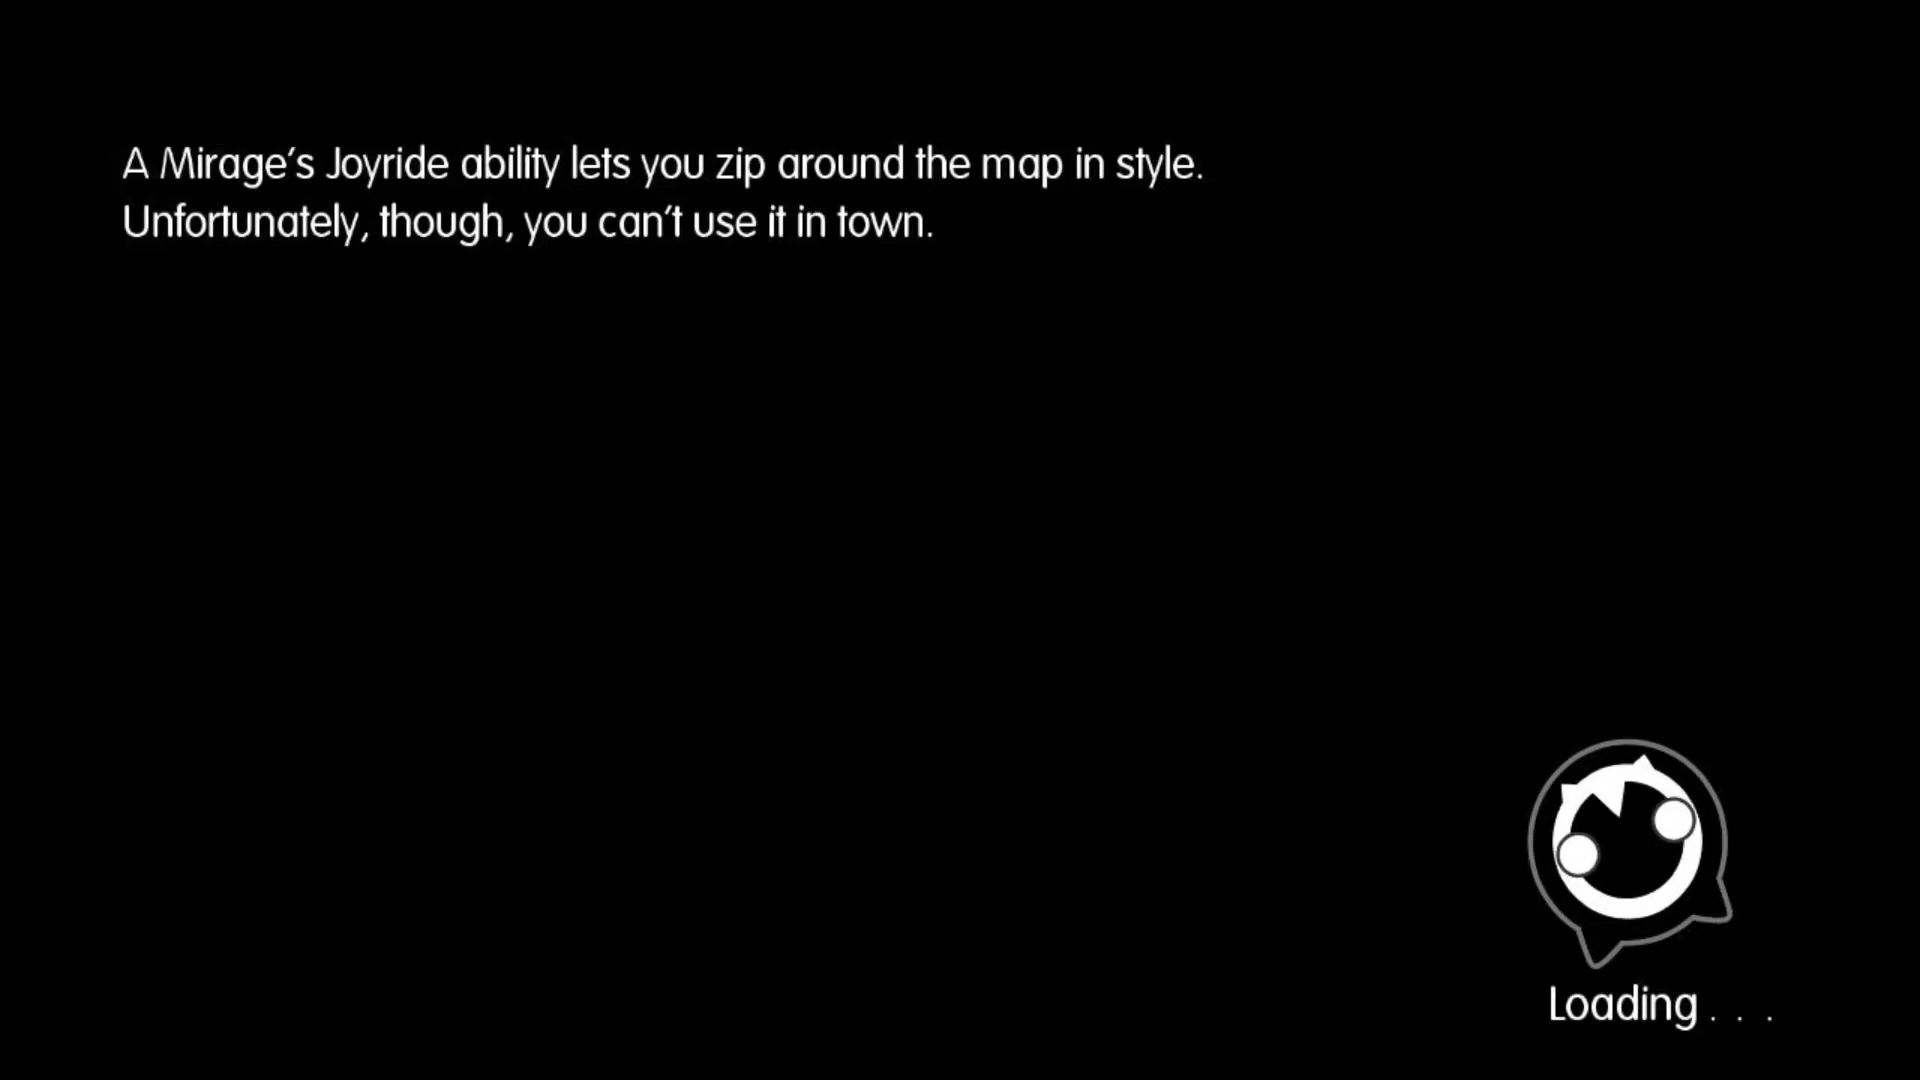 A Mirage's Joyride ability lets you zip around the map in style.
Unfortunately, though, you can't use it in town.
Loading . . .